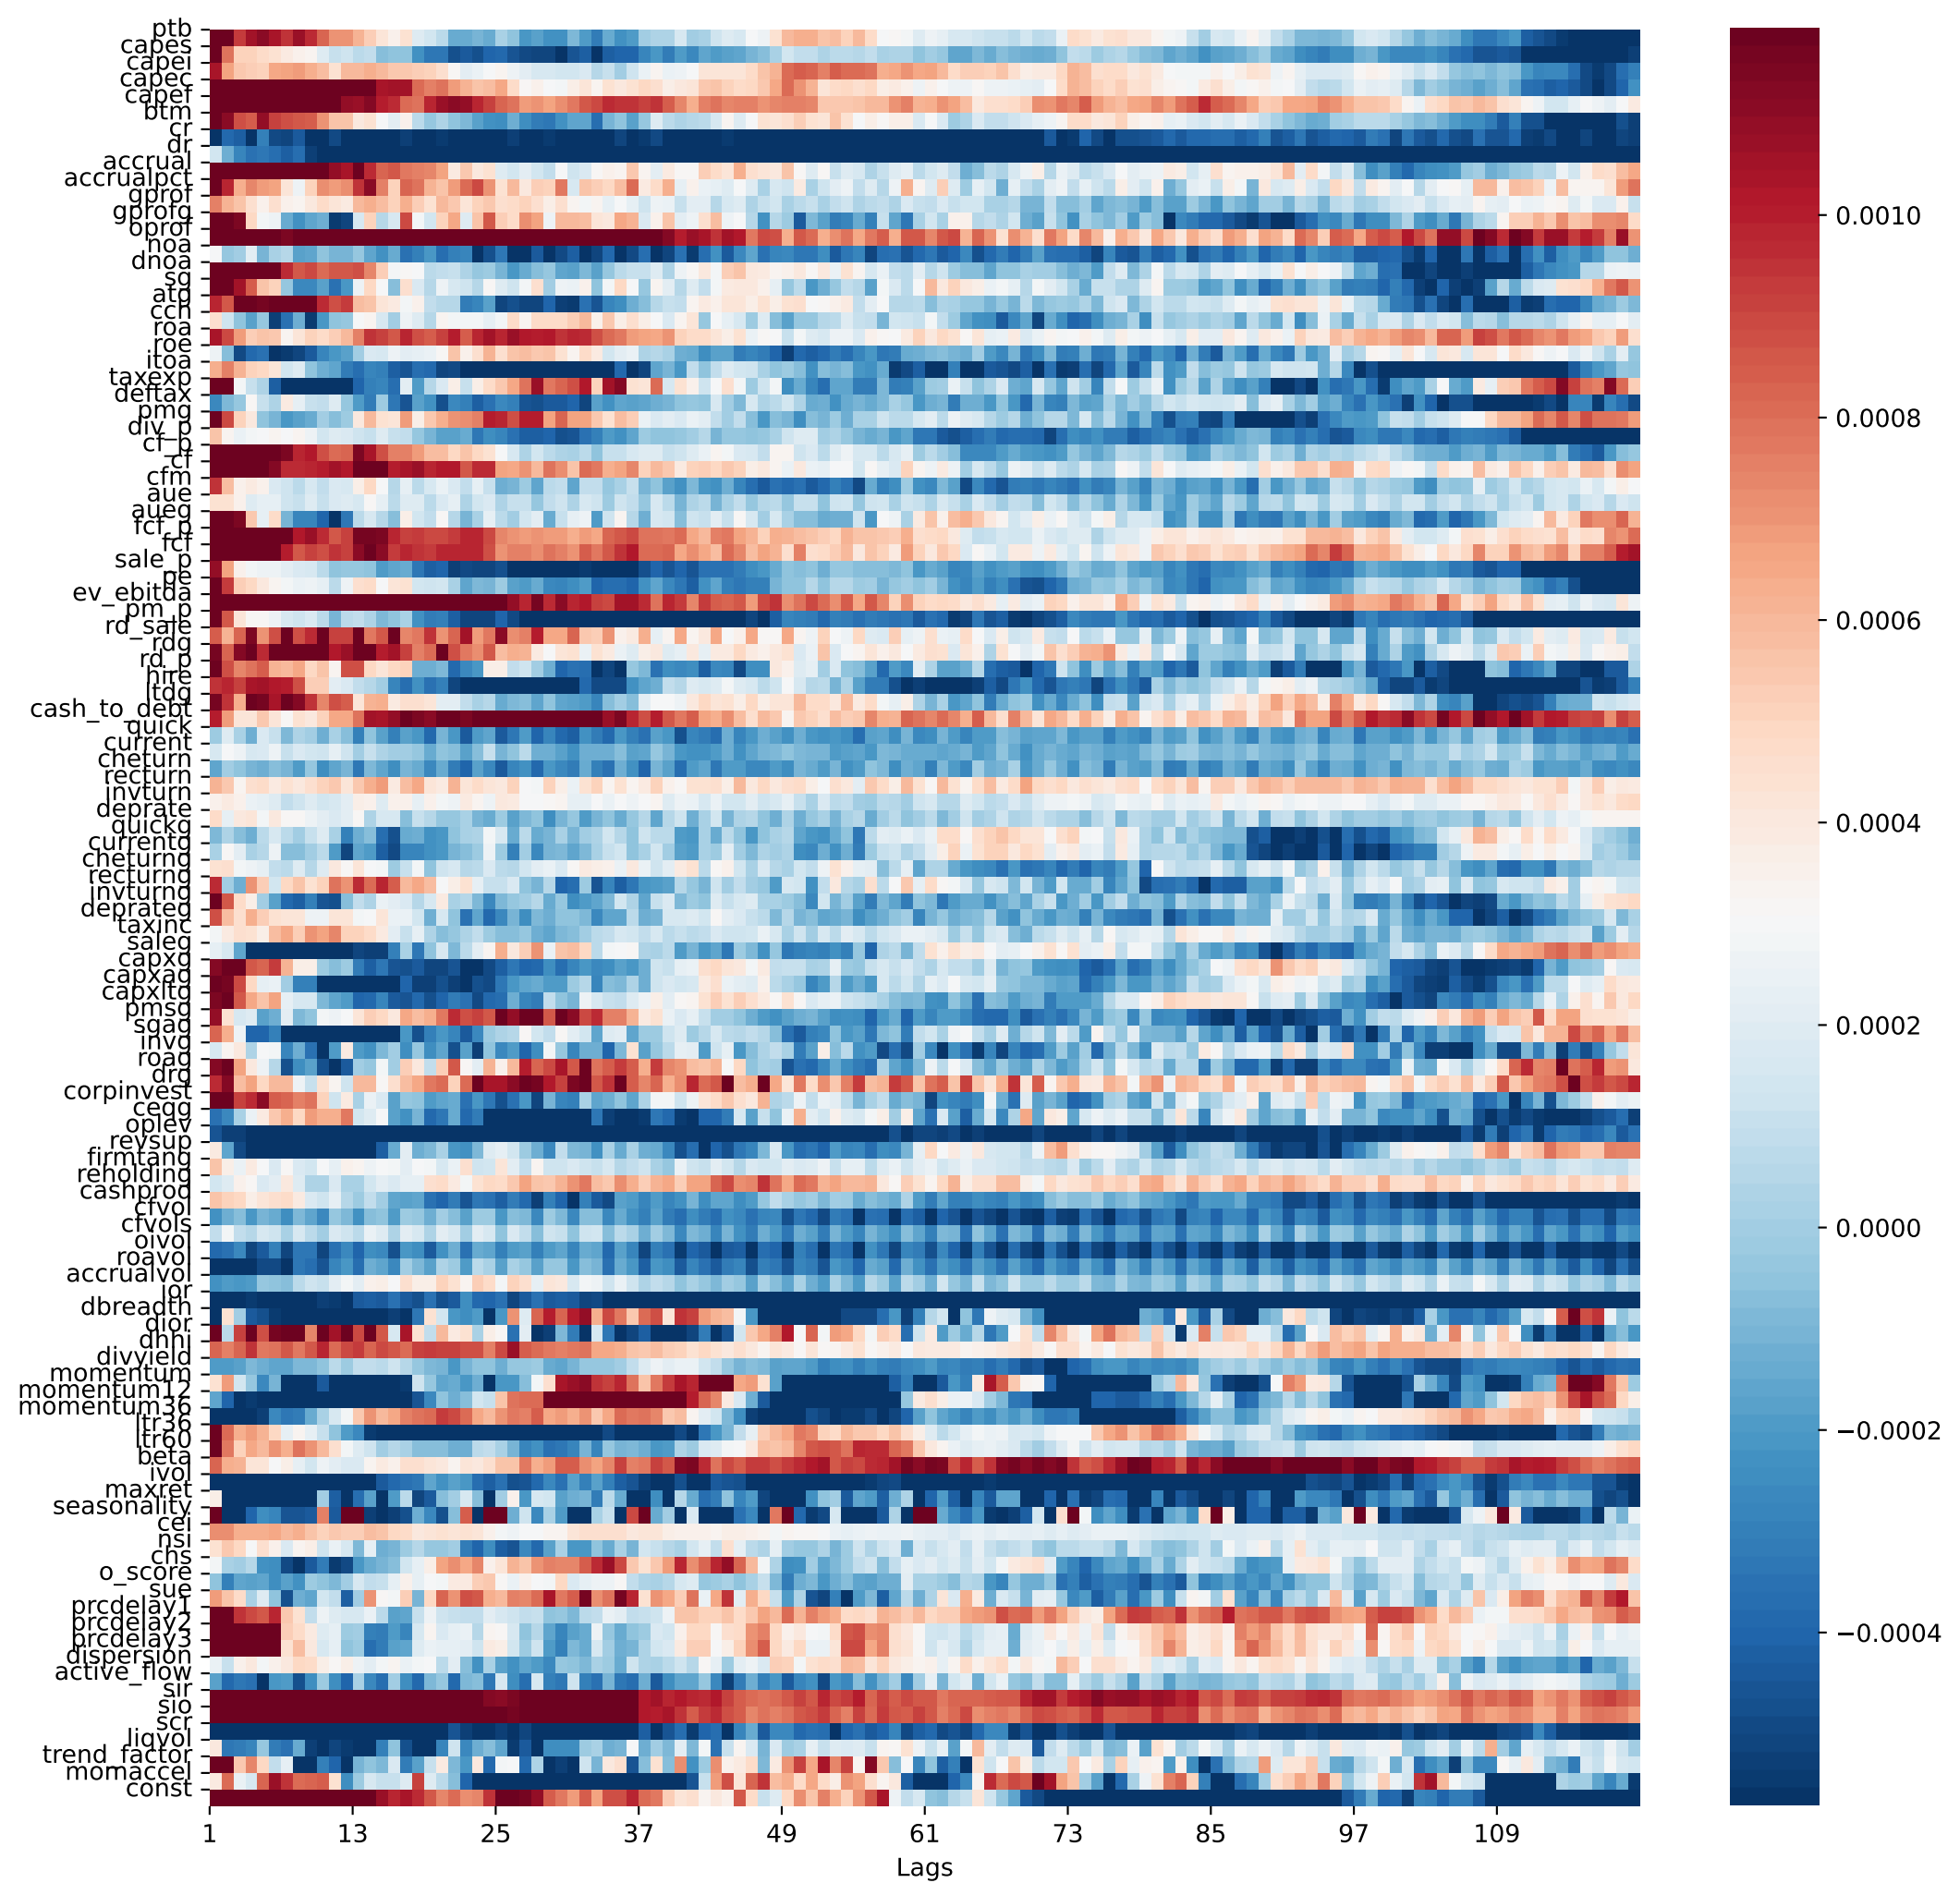 ptb
capes
capei
capec
capef
btm
cr
dr
accrual
accrualpct
gprof
gprofg
oprof
noa
dnoa
sg
atg
cch
roa
roe
itoa
taxexp
deftax
pmg
div_p
cf_p
cf
cfm
aue
aueg
fcf_p
fcf
sale_p
pe
ev_ebitda
pm_p
rd_sale
rdg
rd_p
hire
ltdg
cash_to_debt
quick
current
cheturn
recturn
invturn
deprate
quickg
currentg
cheturng
recturng
invturng
deprateg
taxinc
saleg
capxg
capxag
capxitg
pmsg
sgag
invg
roag
drg
corpinvest
ceqg
oplev
revsup
firmtang
reholding
cashprod
cfvol
cfvols
oivol
roavol
accrualvol
ior
dbreadth
dior
dhhi
divyield
momentum
momentum12
momentum36
ltr36
ltr60
beta
ivol
maxret
seasonality
cei
nsi
chs
o_score
sue
prcdelay1
prcdelay2
prcdelay3
dispersion
active_flow
sir
sio
scr
liqvol
trend_factor
momaccel
const
1 13 25 37 49 61 73 85 97 109
Lags
0.0010
0.0008
0.0006
0.0004
0.0002
0.0000
−0.0002
−0.0004